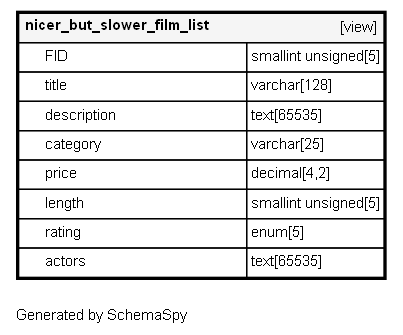 nicer_but_slower_film_list [view]
FID smallint unsigned[5]
title varchar[128]
description text[65535]
category varchar[25]
price decimal[4,2]
length smallint unsigned[5]
rating enum[5]
actors text[65535]
Generated by SchemaSpy